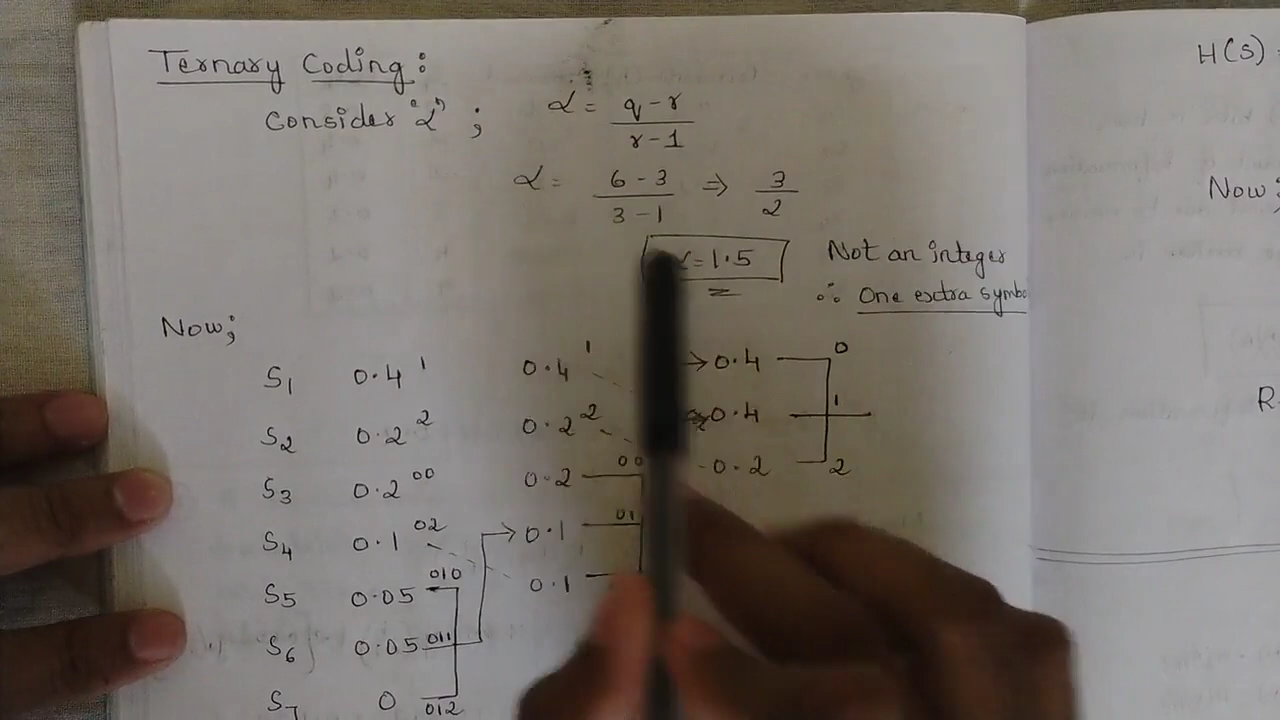 Ternary Coding:
Consider "α" ; α = q - r / r - 1
α = 6 - 3 / 3 - 1 ⇒ 3 / 2
= 1.5 Not an integer
∴ One extra symbo
Now;
S1 0.4 1 0.4 1 → 0.4 0
S2 0.2 2 0.2 2 0.4 1
S3 0.2 00 0.2 00 0.2 2
S4 0.1 02 0.1 01
S5 0.05 010 0.1
S6 0.05 011
S7 0 012
H(S)
Now;
R